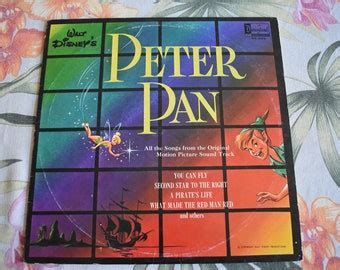 WALT
DISNEY'S
PETER
PAN
All the Songs from the Original
Motion Picture Sound Track
YOU CAN FLY
SECOND STAR TO THE RIGHT
A PIRATE'S LIFE
WHAT MADE THE RED MAN RED
and others